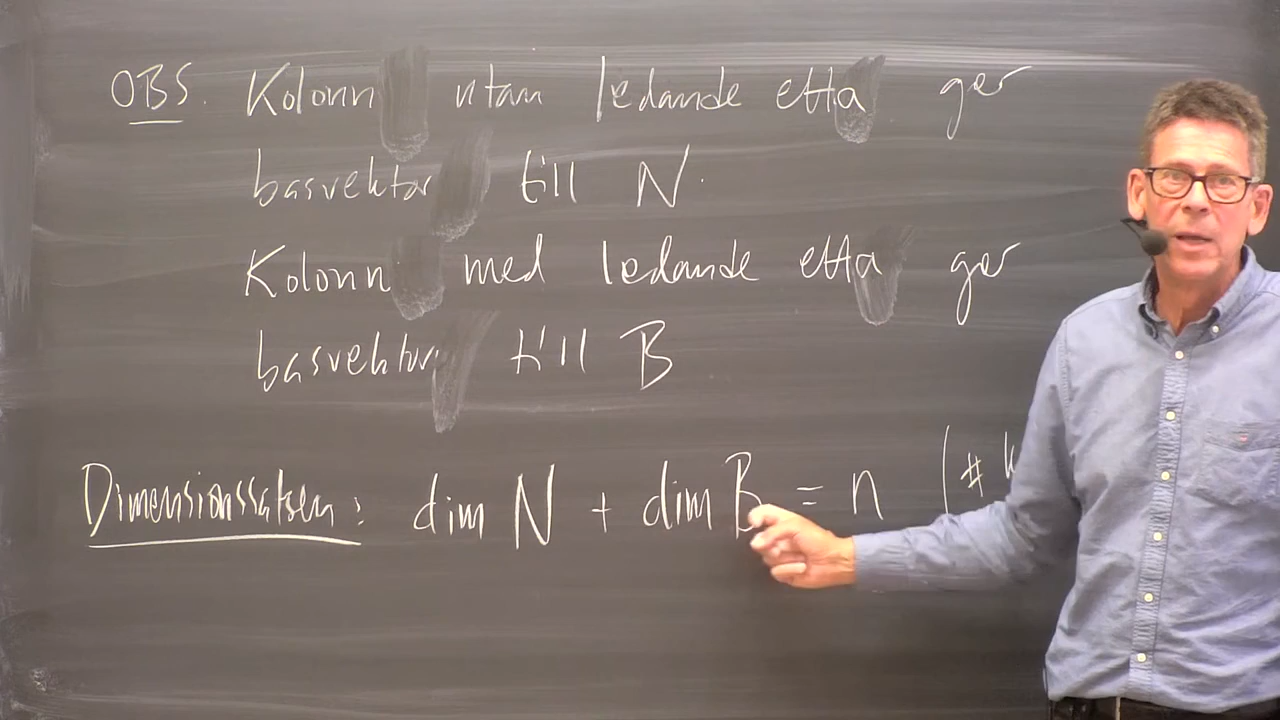 OBS. Kolonn utan ledande etta ger
basvektor till N.
Kolonn med ledande etta ger
basvektor till B
Dimensionssatsen: dim N + dim B = n (# k